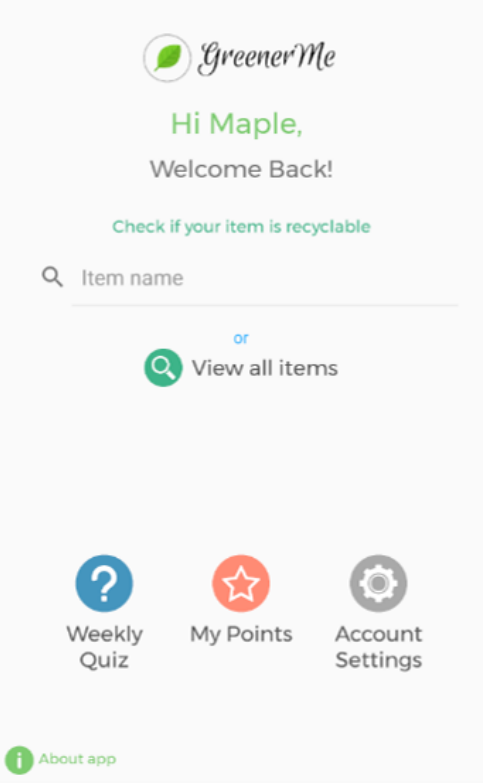 GreenerMe
Hi Maple,
Welcome Back!
Check if your item is recyclable
Item name
or
View all items
Weekly
Quiz
My Points
Account
Settings
About app